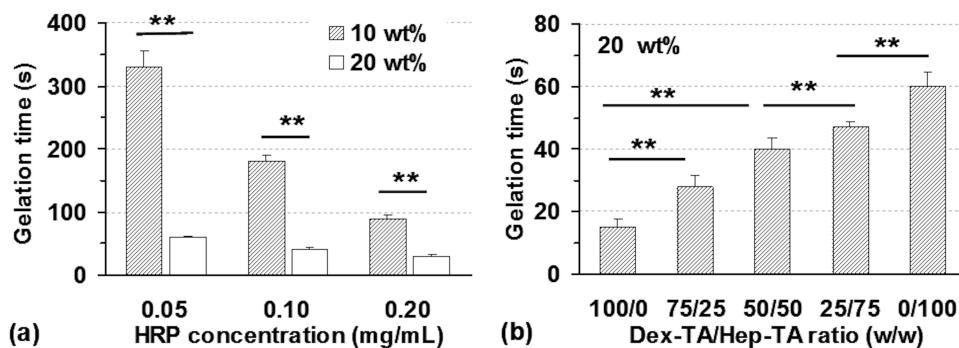 400
300
200
100
0
Gelation time (s)
**
**
**
10 wt%
20 wt%
0.05 0.10 0.20
(a) HRP concentration (mg/mL)
80
60
40
20
0
Gelation time (s)
20 wt%
**
**
**
**
100/0 75/25 50/50 25/75 0/100
(b) Dex-TA/Hep-TA ratio (w/w)